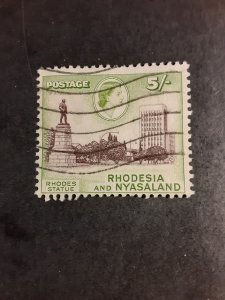 POSTAGE
5/-
RHODES
STATUE
RHODESIA
AND NYASALAND